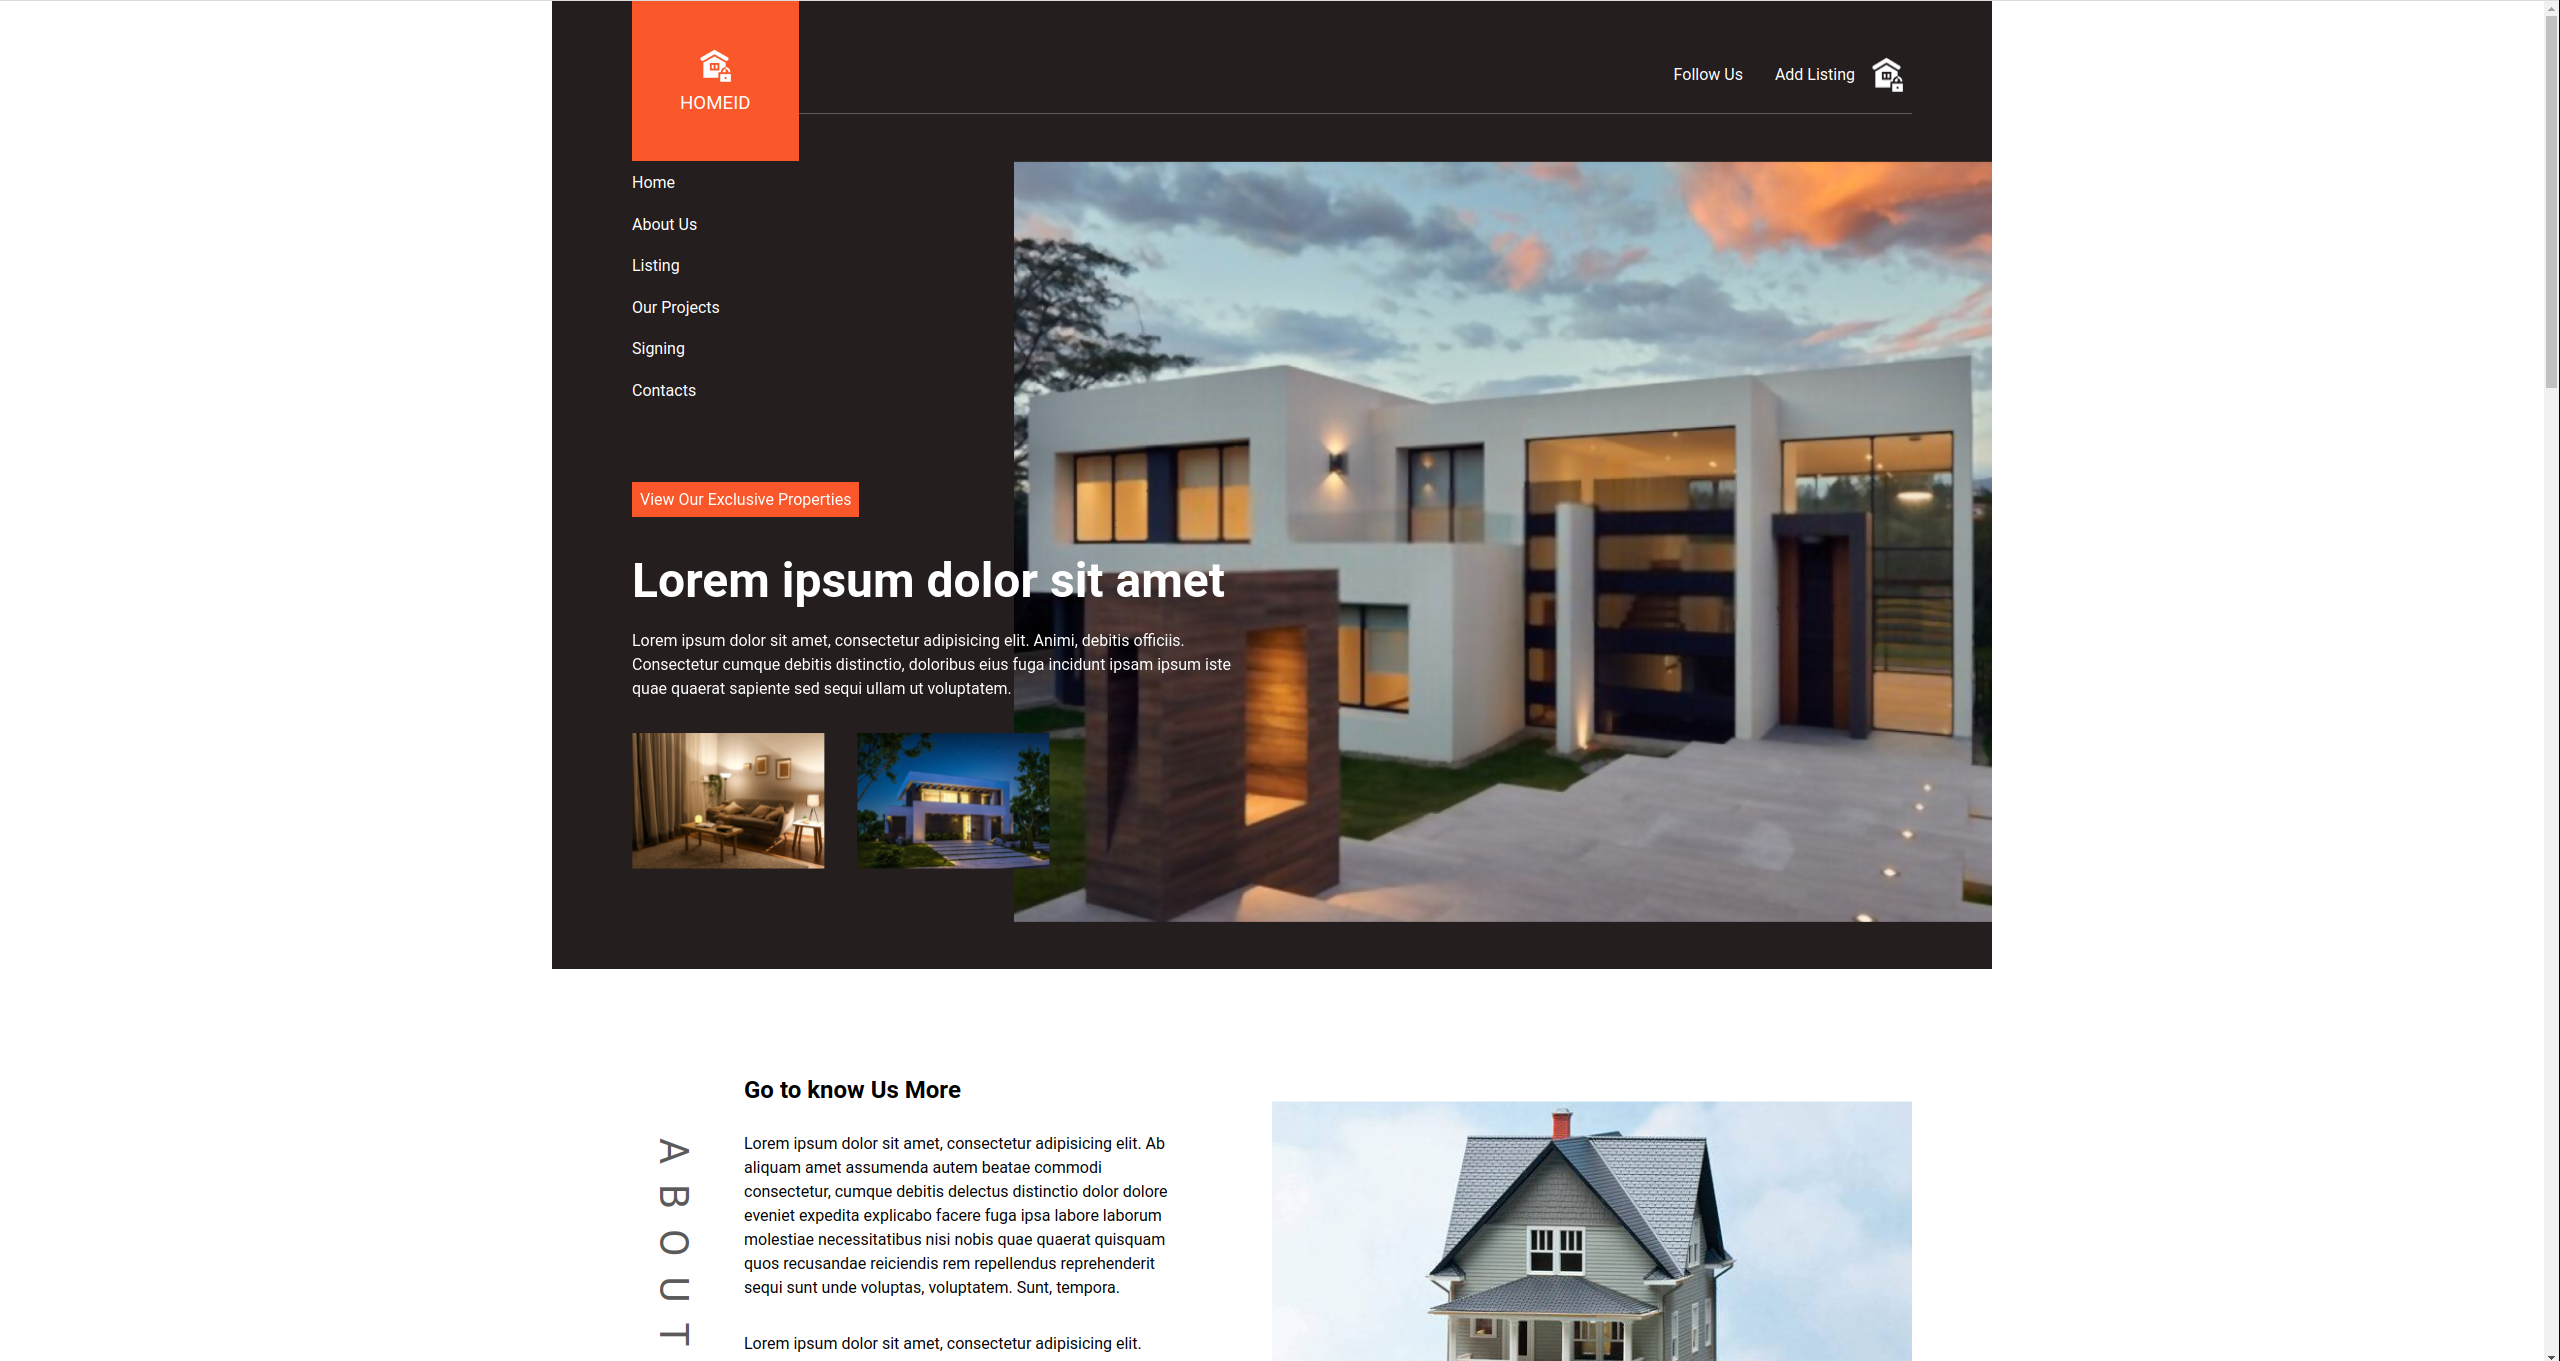 HOMEID
Follow Us
Add Listing
Home
About Us
Listing
Our Projects
Signing
Contacts
View Our Exclusive Properties
Lorem ipsum dolor sit amet
Lorem ipsum dolor sit amet, consectetur adipisicing elit. Animi, debitis officiis.
Consectetur cumque debitis distinctio, doloribus eius fuga incidunt ipsam ipsum iste
quae quaerat sapiente sed sequi ullam ut voluptatem.
ABOUT
Go to know Us More
Lorem ipsum dolor sit amet, consectetur adipisicing elit. Ab
aliquam amet assumenda autem beatae commodi
consectetur, cumque debitis delectus distinctio dolor dolore
eveniet expedita explicabo facere fuga ipsa labore laborum
molestiae necessitatibus nisi nobis quae quaerat quisquam
quos recusandae reiciendis rem repellendus reprehenderit
sequi sunt unde voluptas, voluptatem. Sunt, tempora.
Lorem ipsum dolor sit amet, consectetur adipisicing elit.